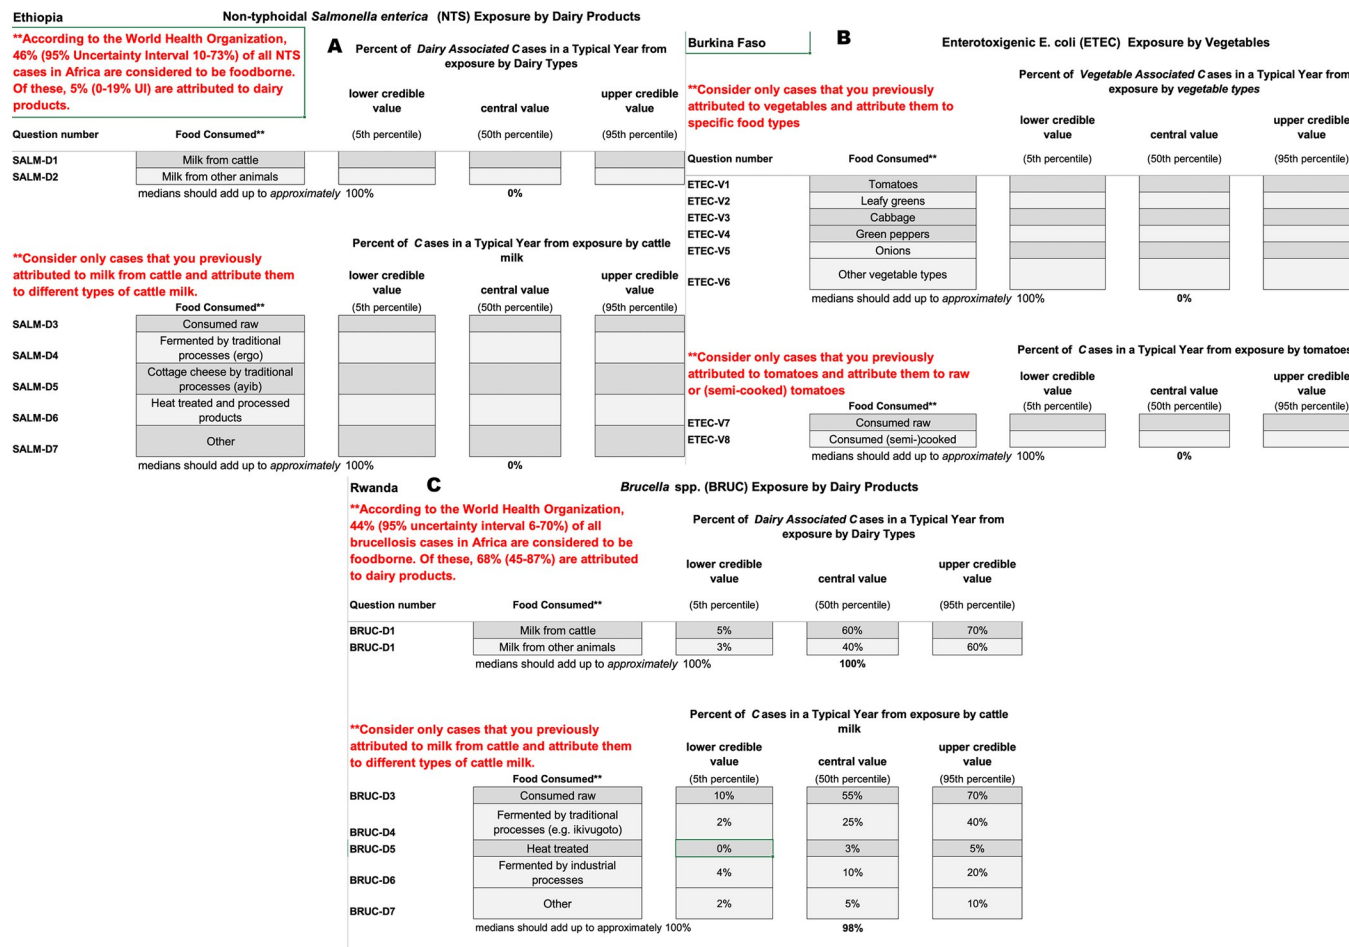 Ethiopia
Non-typhoidal Salmonella enterica (NTS) Exposure by Dairy Products
**According to the World Health Organization,
46% (95% Uncertainty Interval 10-73%) of all NTS
cases in Africa are considered to be foodborne.
Of these, 5% (0-19% UI) are attributed to dairy
products.
A
Percent of Dairy Associated Cases in a Typical Year from
exposure by Dairy Types
lower credible
value
central value
upper credible
value
Question number Food Consumed** (5th percentile) (50th percentile) (95th percentile)
SALM-D1 Milk from cattle
SALM-D2 Milk from other animals
medians should add up to approximately 100% 0%
Percent of Cases in a Typical Year from exposure by cattle
milk
**Consider only cases that you previously
attributed to milk from cattle and attribute them
to different types of cattle milk.
lower credible
value
central value
upper credible
value
Food Consumed** (5th percentile) (50th percentile) (95th percentile)
SALM-D3 Consumed raw
SALM-D4 Fermented by traditional
processes (ergo)
SALM-D5 Cottage cheese by traditional
processes (ayib)
SALM-D6 Heat treated and processed
products
SALM-D7 Other
medians should add up to approximately 100% 0%
Burkina Faso
B
Enterotoxigenic E. coli (ETEC) Exposure by Vegetables
Percent of Vegetable Associated Cases in a Typical Year from
exposure by vegetable types
**Consider only cases that you previously
attributed to vegetables and attribute them to
specific food types
lower credible
value
central value
upper credible
value
Question number Food Consumed** (5th percentile) (50th percentile) (95th percentile)
ETEC-V1 Tomatoes
ETEC-V2 Leafy greens
ETEC-V3 Cabbage
ETEC-V4 Green peppers
ETEC-V5 Onions
ETEC-V6 Other vegetable types
medians should add up to approximately 100% 0%
Percent of Cases in a Typical Year from exposure by tomatoes
**Consider only cases that you previously
attributed to tomatoes and attribute them to raw
or (semi-cooked) tomatoes
lower credible
value
central value
upper credible
value
Food Consumed** (5th percentile) (50th percentile) (95th percentile)
ETEC-V7 Consumed raw
ETEC-V8 Consumed (semi-)cooked
medians should add up to approximately 100% 0%
Rwanda
C
Brucella spp. (BRUC) Exposure by Dairy Products
**According to the World Health Organization,
44% (95% uncertainty interval 6-70%) of all
brucellosis cases in Africa are considered to be
foodborne. Of these, 68% (45-87%) are attributed
to dairy products.
Percent of Dairy Associated Cases in a Typical Year from
exposure by Dairy Types
lower credible
value
central value
upper credible
value
Question number Food Consumed** (5th percentile) (50th percentile) (95th percentile)
BRUC-D1 Milk from cattle 5% 60% 70%
BRUC-D1 Milk from other animals 3% 40% 60%
medians should add up to approximately 100% 100%
Percent of Cases in a Typical Year from exposure by cattle
milk
**Consider only cases that you previously
attributed to milk from cattle and attribute them
to different types of cattle milk.
lower credible
value
central value
upper credible
value
Food Consumed** (5th percentile) (50th percentile) (95th percentile)
BRUC-D3 Consumed raw 10% 55% 70%
BRUC-D4 Fermented by traditional
processes (e.g. ikivugoto) 2% 25% 40%
BRUC-D5 Heat treated 0% 3% 5%
BRUC-D6 Fermented by industrial
processes 4% 10% 20%
BRUC-D7 Other 2% 5% 10%
medians should add up to approximately 100% 98%